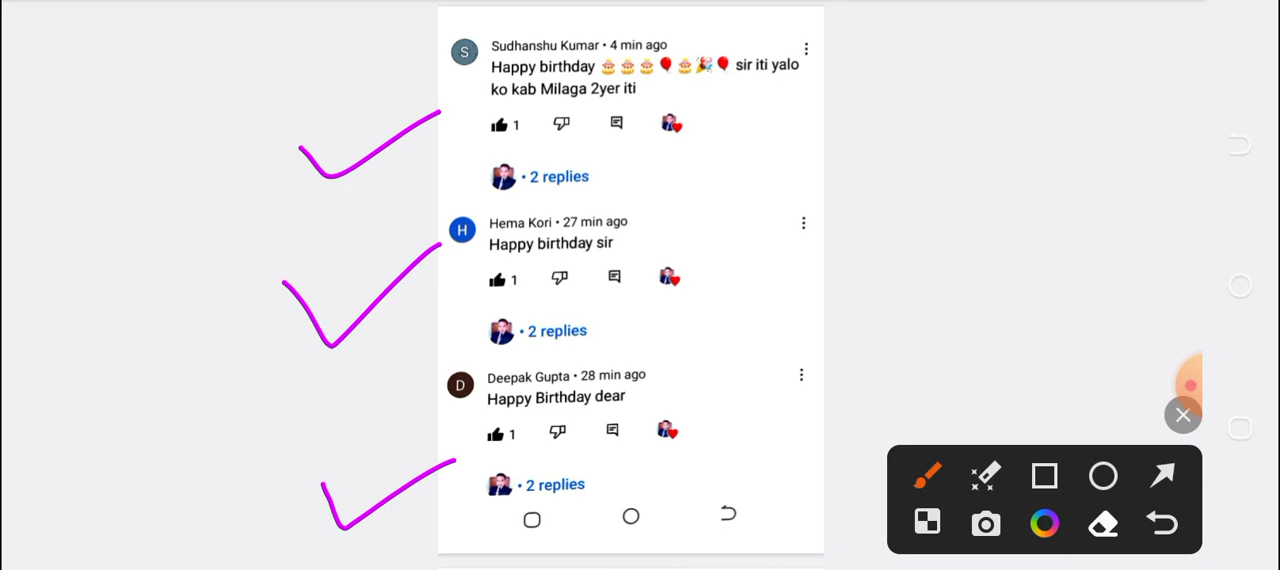 S
Sudhanshu Kumar • 4 min ago
Happy birthday 🎂🎂🎂🎈🎂🎉🎈 sir iti yalo
ko kab Milaga 2yer iti
1
• 2 replies
H
Hema Kori • 27 min ago
Happy birthday sir
1
• 2 replies
D
Deepak Gupta • 28 min ago
Happy Birthday dear
1
• 2 replies